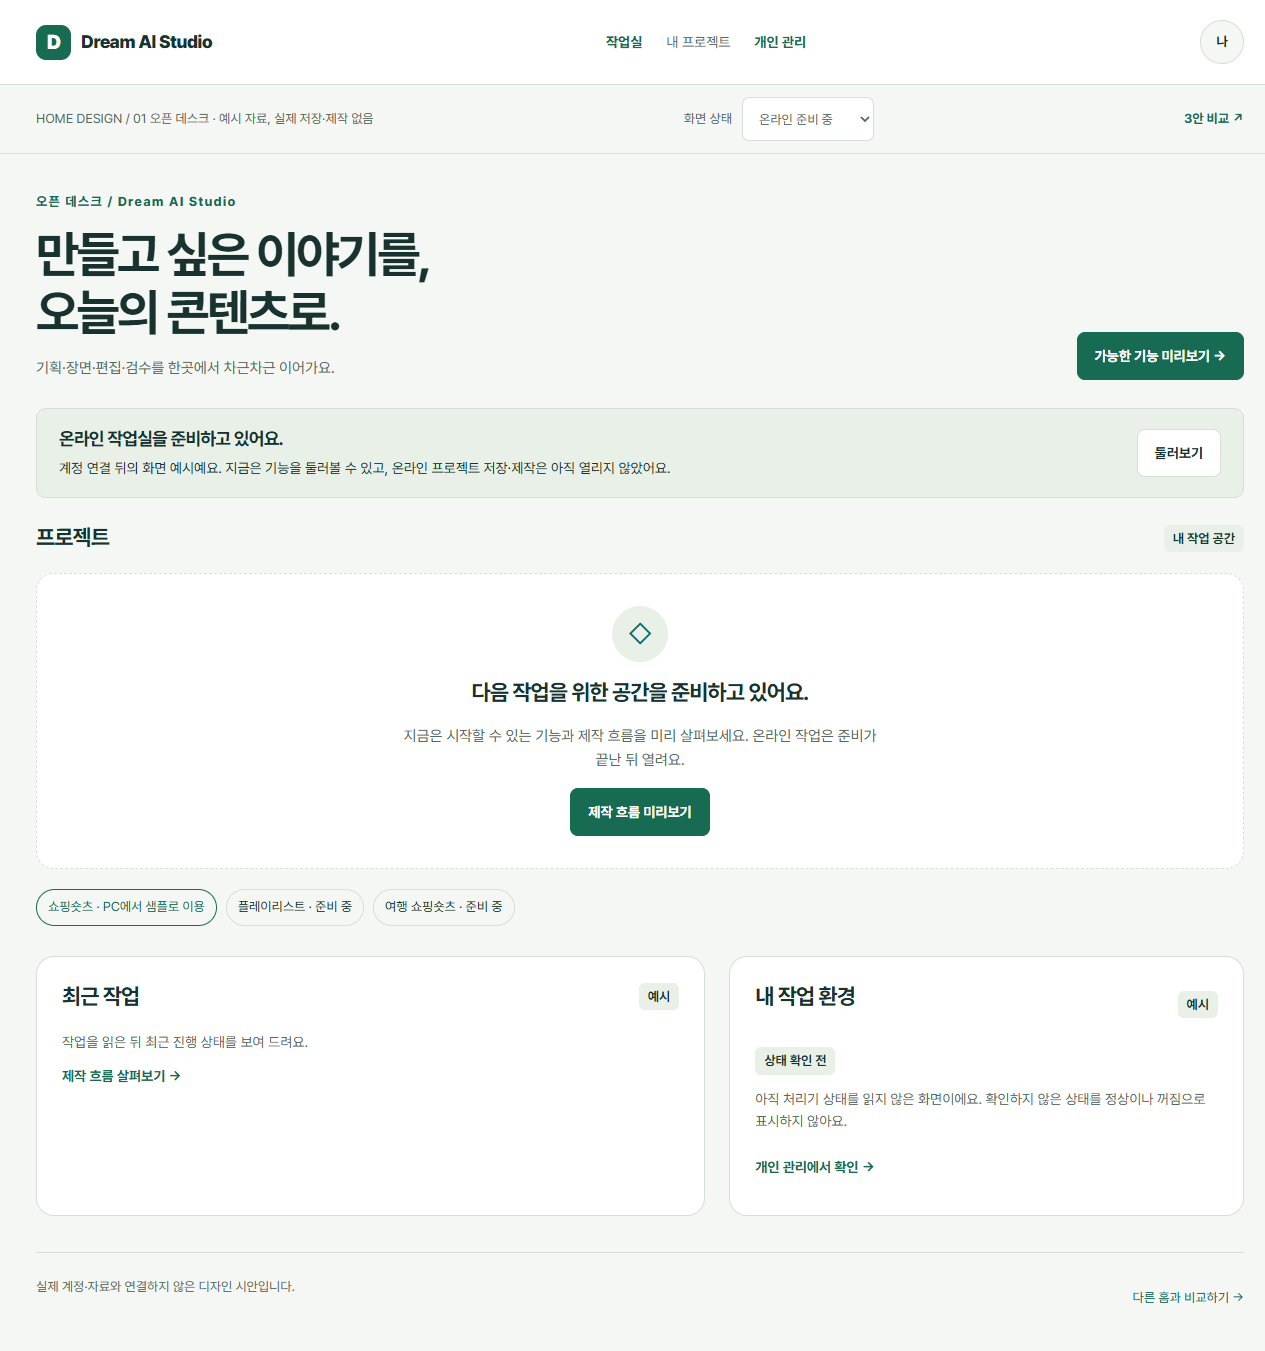 D Dream AI Studio
작업실 내 프로젝트 개인 관리
나
HOME DESIGN / 01 오픈 데스크 · 예시 자료, 실제 저장·제작 없음
화면 상태 온라인 준비 중
3안 비교 ↗
오픈 데스크 / Dream AI Studio
만들고 싶은 이야기를,
오늘의 콘텐츠로.
기획·장면·편집·검수를 한곳에서 차근차근 이어가요.
가능한 기능 미리보기 →
온라인 작업실을 준비하고 있어요.
계정 연결 뒤의 화면 예시예요. 지금은 기능을 둘러볼 수 있고, 온라인 프로젝트 저장·제작은 아직 열리지 않았어요.
둘러보기
프로젝트
내 작업 공간
다음 작업을 위한 공간을 준비하고 있어요.
지금은 시작할 수 있는 기능과 제작 흐름을 미리 살펴보세요. 온라인 작업은 준비가
끝난 뒤 열려요.
제작 흐름 미리보기
쇼핑숏츠 · PC에서 샘플로 이용
플레이리스트 · 준비 중
여행 쇼핑숏츠 · 준비 중
최근 작업
예시
작업을 읽은 뒤 최근 진행 상태를 보여 드려요.
제작 흐름 살펴보기 →
내 작업 환경
예시
상태 확인 전
아직 처리기 상태를 읽지 않은 화면이에요. 확인하지 않은 상태를 정상이나 꺼짐으로
표시하지 않아요.
개인 관리에서 확인 →
실제 계정·자료와 연결하지 않은 디자인 시안입니다.
다른 홈과 비교하기 →